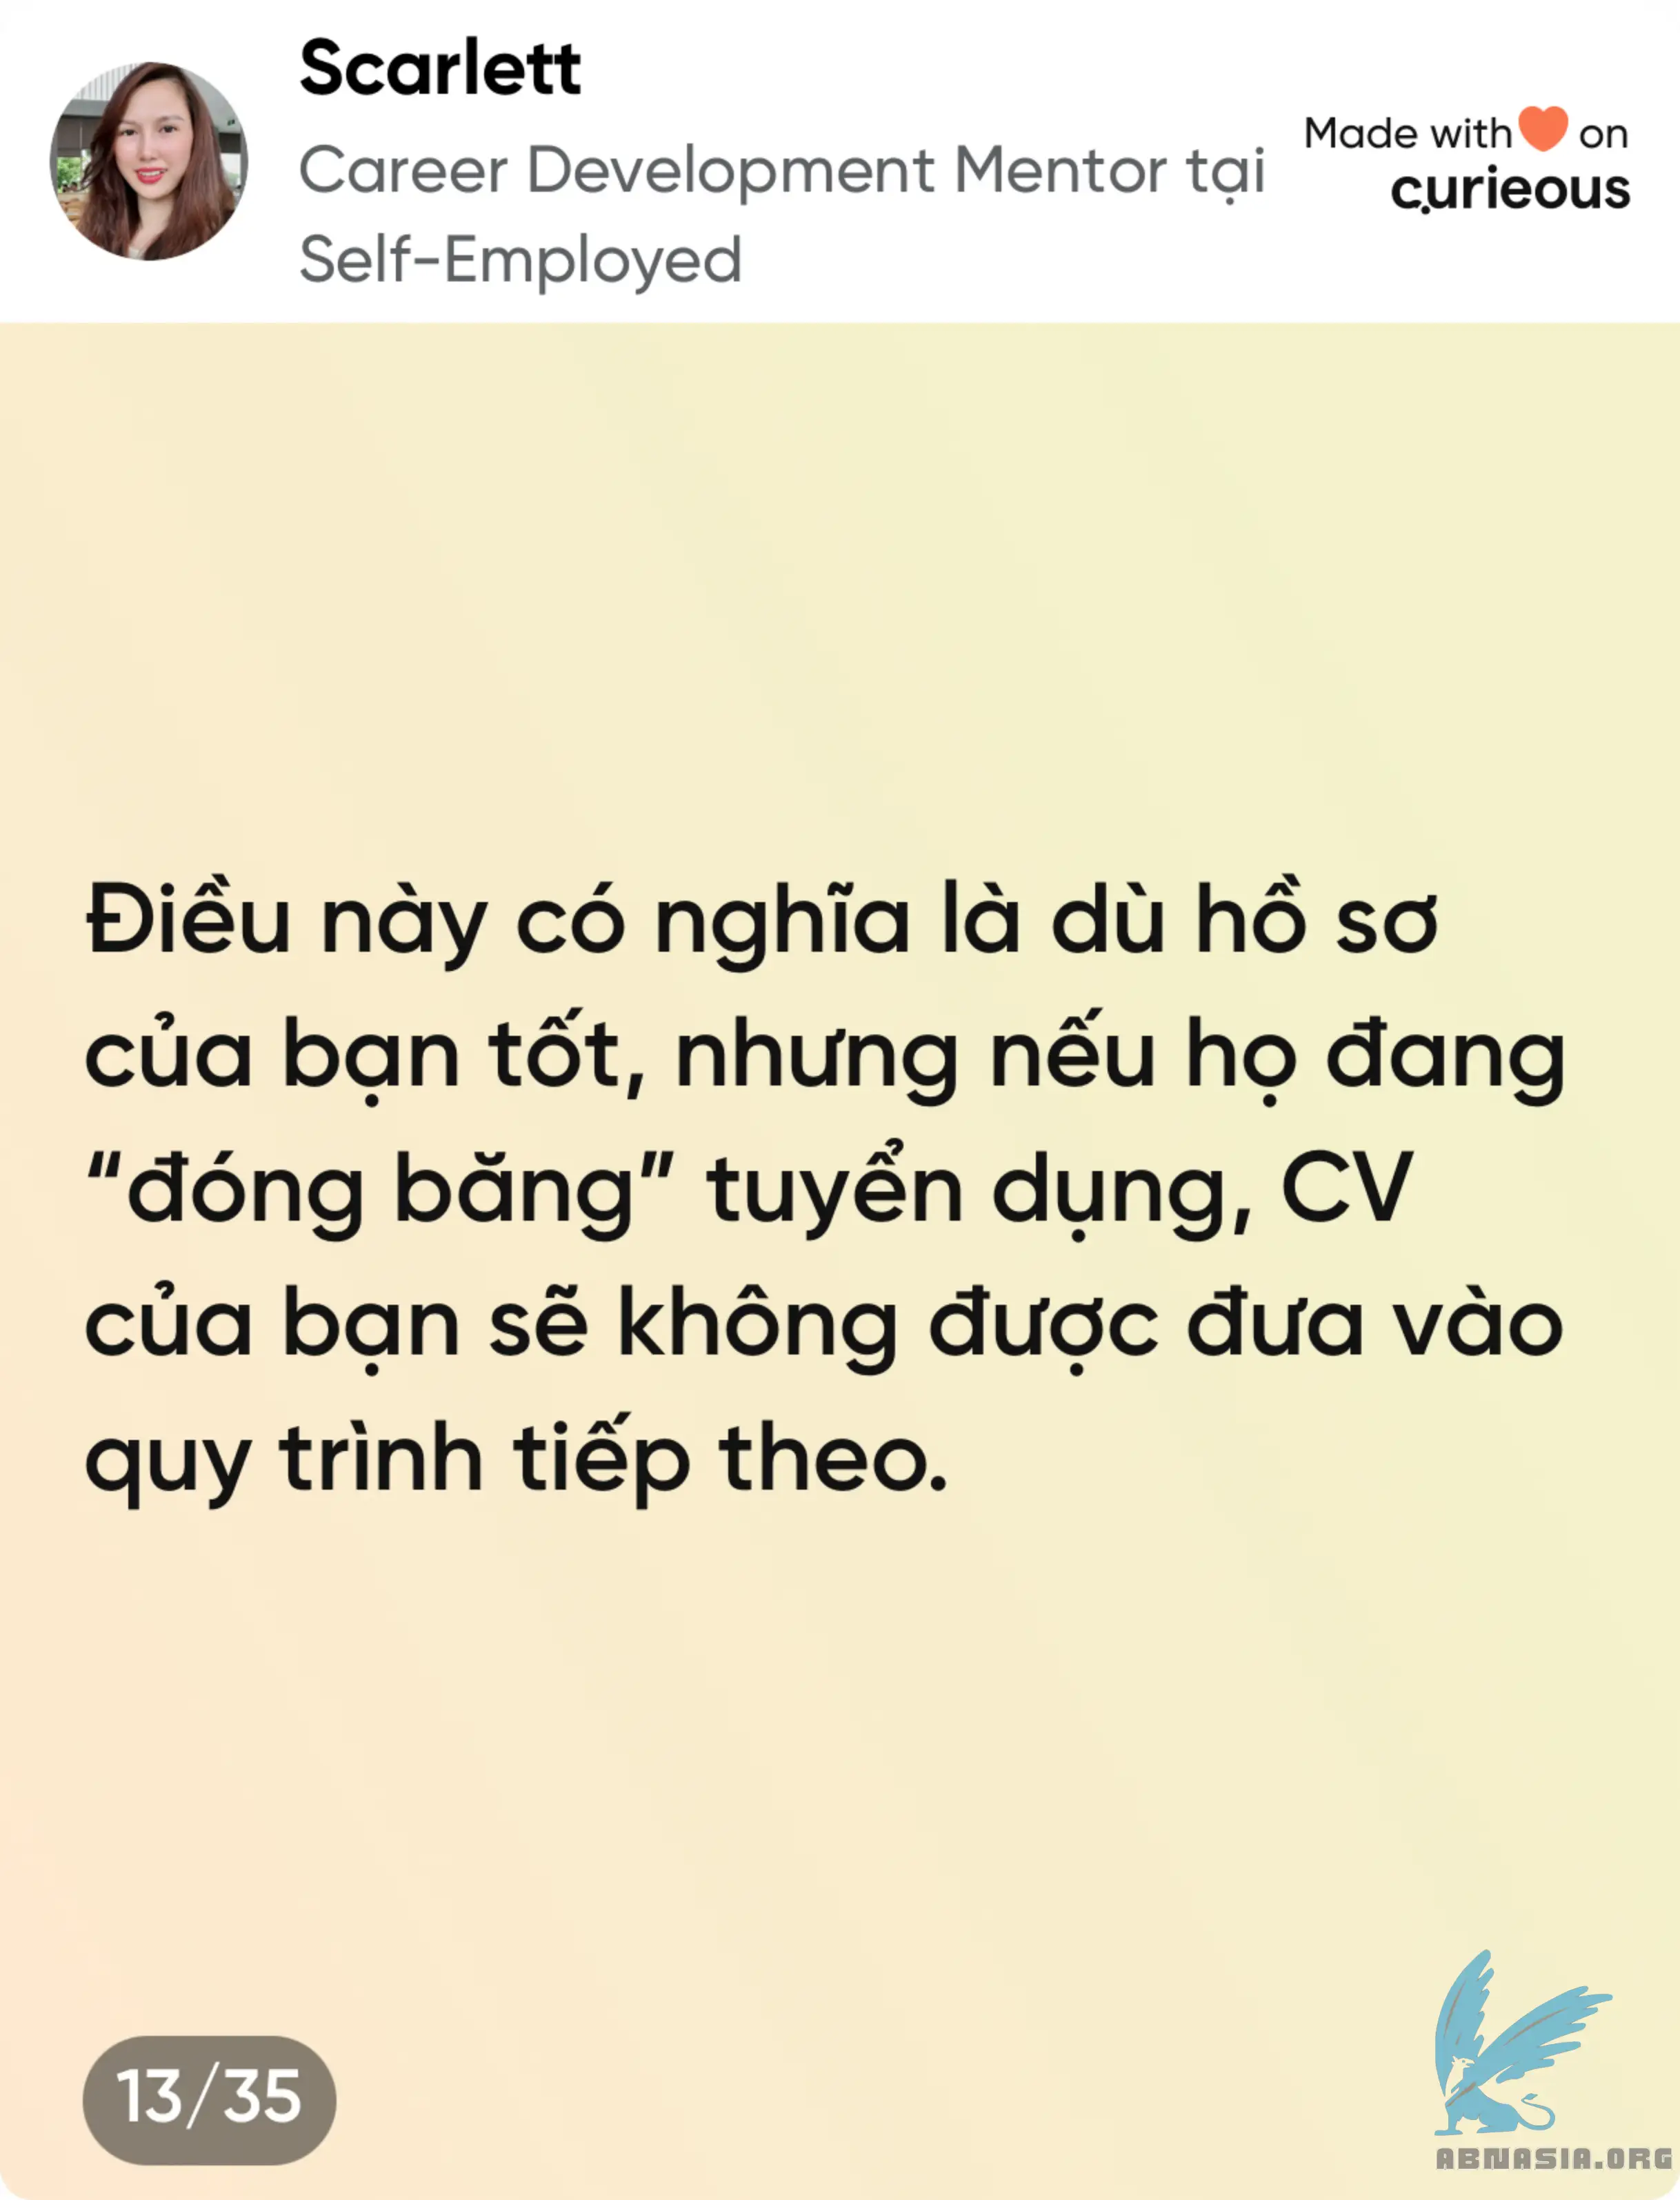 Scarlett
Career Development Mentor tại
Self-Employed
Made with on
curieous
Điều này có nghĩa là dù hồ sơ
của bạn tốt, nhưng nếu họ đang
“đóng băng” tuyển dụng, CV
của bạn sẽ không được đưa vào
quy trình tiếp theo.
13/35
ABNASIA.ORG